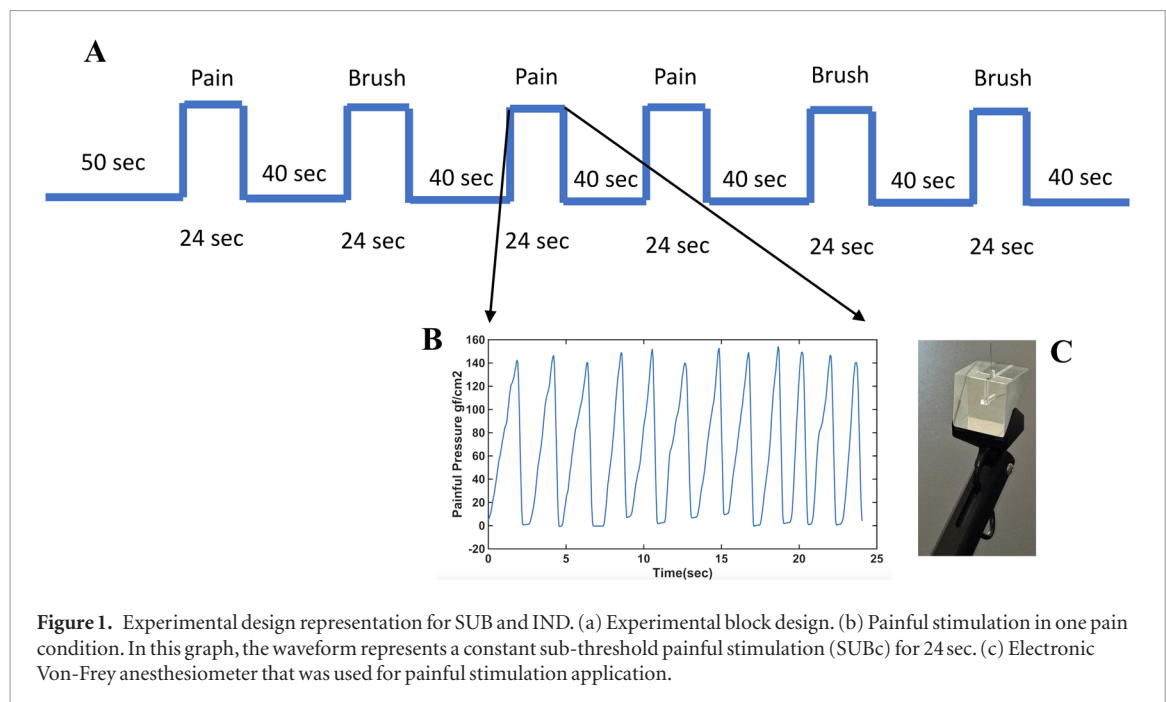 A
Pain
Brush
Pain
Pain
Brush
Brush
50 sec
40 sec
40 sec
40 sec
40 sec
40 sec
40 sec
24 sec
24 sec
24 sec
24 sec
24 sec
24 sec
B
C
Painful Pressure gf/cm2
160
140
120
100
80
60
40
20
0
-20
0
5
10
15
20
25
Time(sec)
Figure 1. Experimental design representation for SUB and IND. (a) Experimental block design. (b) Painful stimulation in one pain
condition. In this graph, the waveform represents a constant sub-threshold painful stimulation (SUBc) for 24 sec. (c) Electronic
Von-Frey anesthesiometer that was used for painful stimulation application.